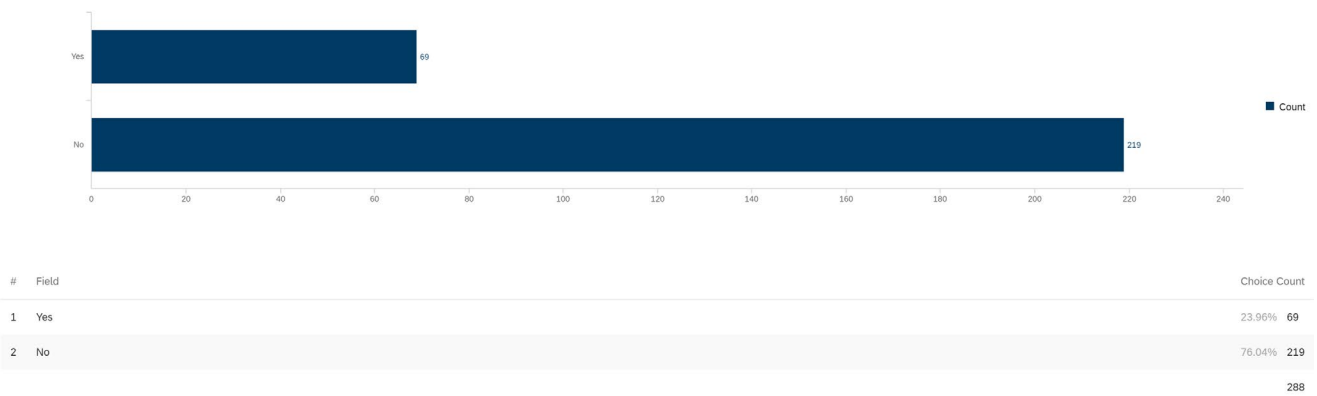 Yes
69
Count
No
219
0 20 40 60 80 100 120 140 160 180 200 220 240
# Field Choice Count
1 Yes 23.96% 69
2 No 76.04% 219
288